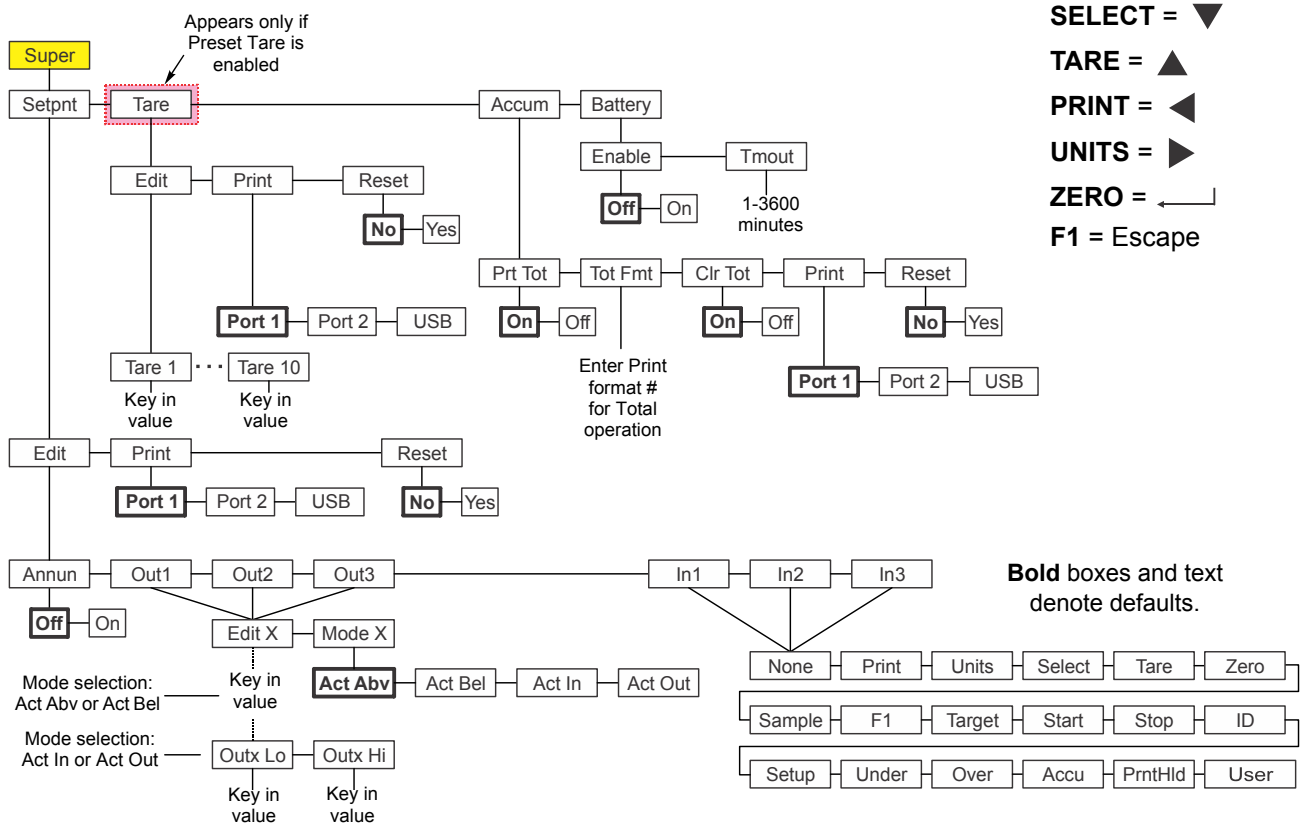 Appears only if
Preset Tare is
enabled
SELECT = ▼
TARE = ▲
PRINT = ◀
UNITS = ▶
ZERO = ↵
F1 = Escape
Super
Setpnt Tare Accum Battery
Enable Tmout
Off On
1-3600
minutes
Edit Print Reset
No Yes
Prt Tot Tot Fmt Clr Tot Print Reset
On Off On Off No Yes
Port 1 Port 2 USB
Enter Print
format #
for Total
operation
Port 1 Port 2 USB
Tare 1 ··· Tare 10
Key in
value
Key in
value
Edit Print Reset
Port 1 Port 2 USB
No Yes
Annun Out1 Out2 Out3 In1 In2 In3
Off On
Bold boxes and text
denote defaults.
Edit X Mode X
Key in
value
Act Abv Act Bel Act In Act Out
Mode selection:
Act Abv or Act Bel
Mode selection:
Act In or Act Out
Outx Lo Outx Hi
Key in
value
Key in
value
None Print Units Select Tare Zero
Sample F1 Target Start Stop ID
Setup Under Over Accu PrntHld User